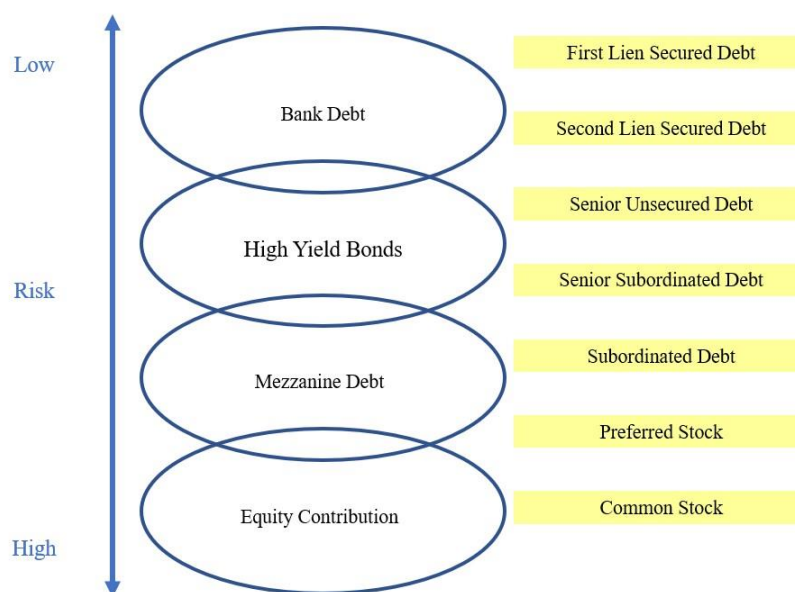 Low
Risk
High
Bank Debt
High Yield Bonds
Mezzanine Debt
Equity Contribution
First Lien Secured Debt
Second Lien Secured Debt
Senior Unsecured Debt
Senior Subordinated Debt
Subordinated Debt
Preferred Stock
Common Stock